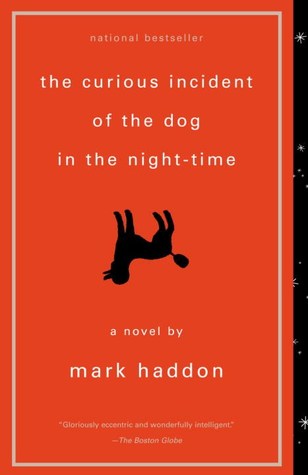 national bestseller
the curious incident
of the dog
in the night-time
a novel by
mark haddon
"Gloriously eccentric and wonderfully intelligent."
—The Boston Globe